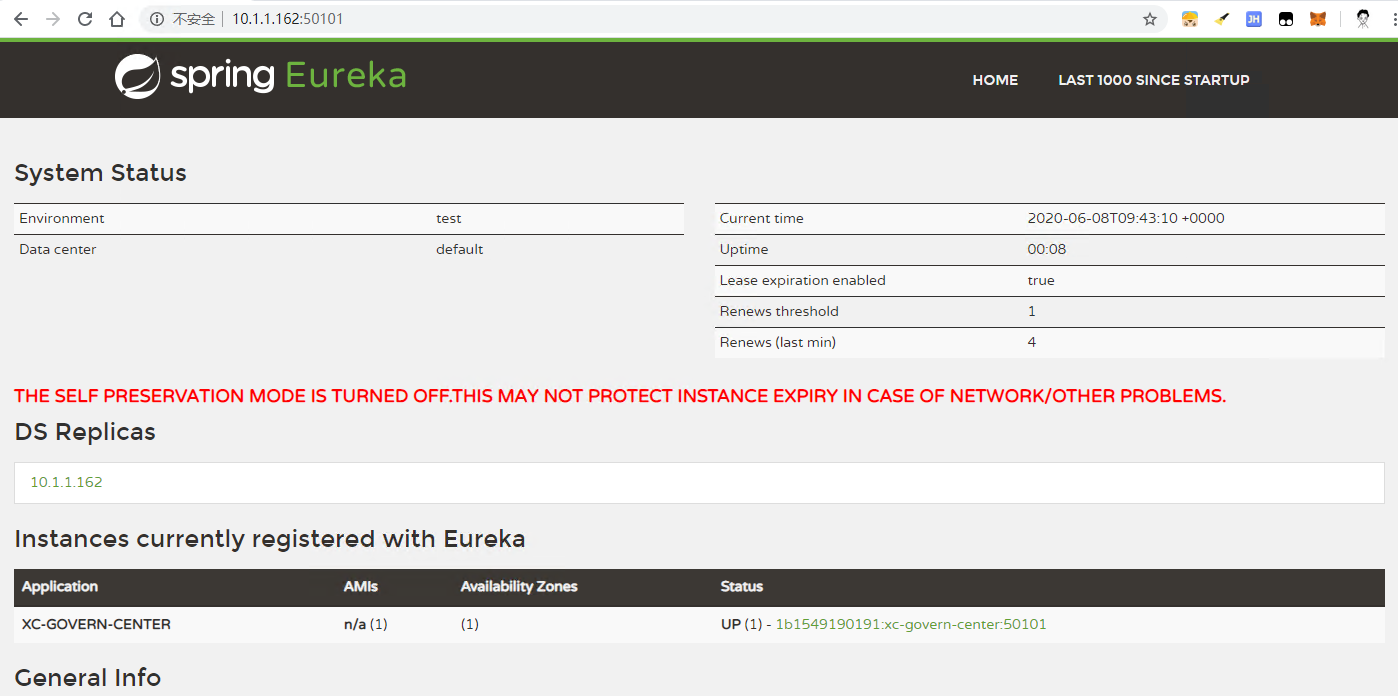 不安全 10.1.1.162:50101
JH
spring Eureka
HOME LAST 1000 SINCE STARTUP
System Status
Environment test
Data center default
Current time 2020-06-08T09:43:10 +0000
Uptime 00:08
Lease expiration enabled true
Renews threshold 1
Renews (last min) 4
THE SELF PRESERVATION MODE IS TURNED OFF.THIS MAY NOT PROTECT INSTANCE EXPIRY IN CASE OF NETWORK/OTHER PROBLEMS.
DS Replicas
10.1.1.162
Instances currently registered with Eureka
Application AMIs Availability Zones Status
XC-GOVERN-CENTER n/a (1) (1) UP (1) - 1b1549190191:xc-govern-center:50101
General Info